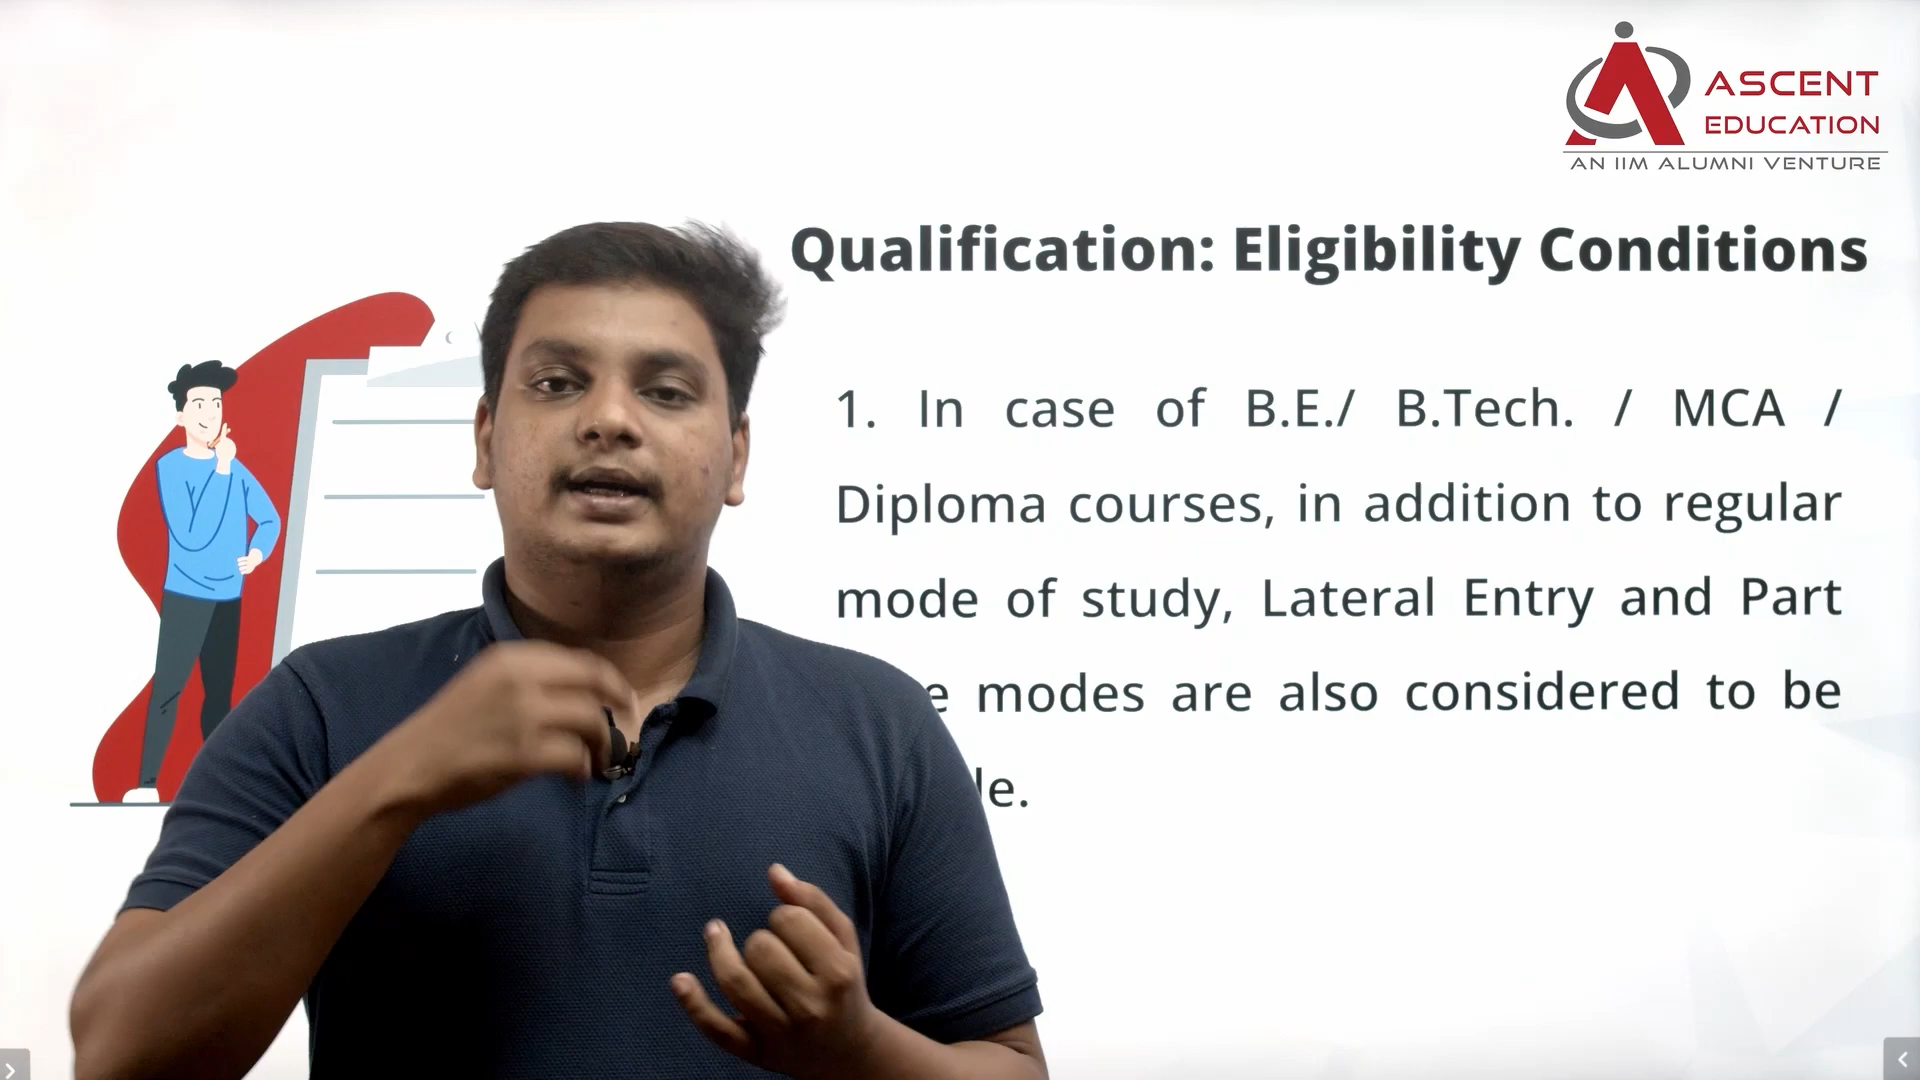 ASCENT
EDUCATION
AN IIM ALUMNI VENTURE
Qualification: Eligibility Conditions
1. In case of B.E./ B.Tech. / MCA /
Diploma courses, in addition to regular
mode of study, Lateral Entry and Part
modes are also considered to be